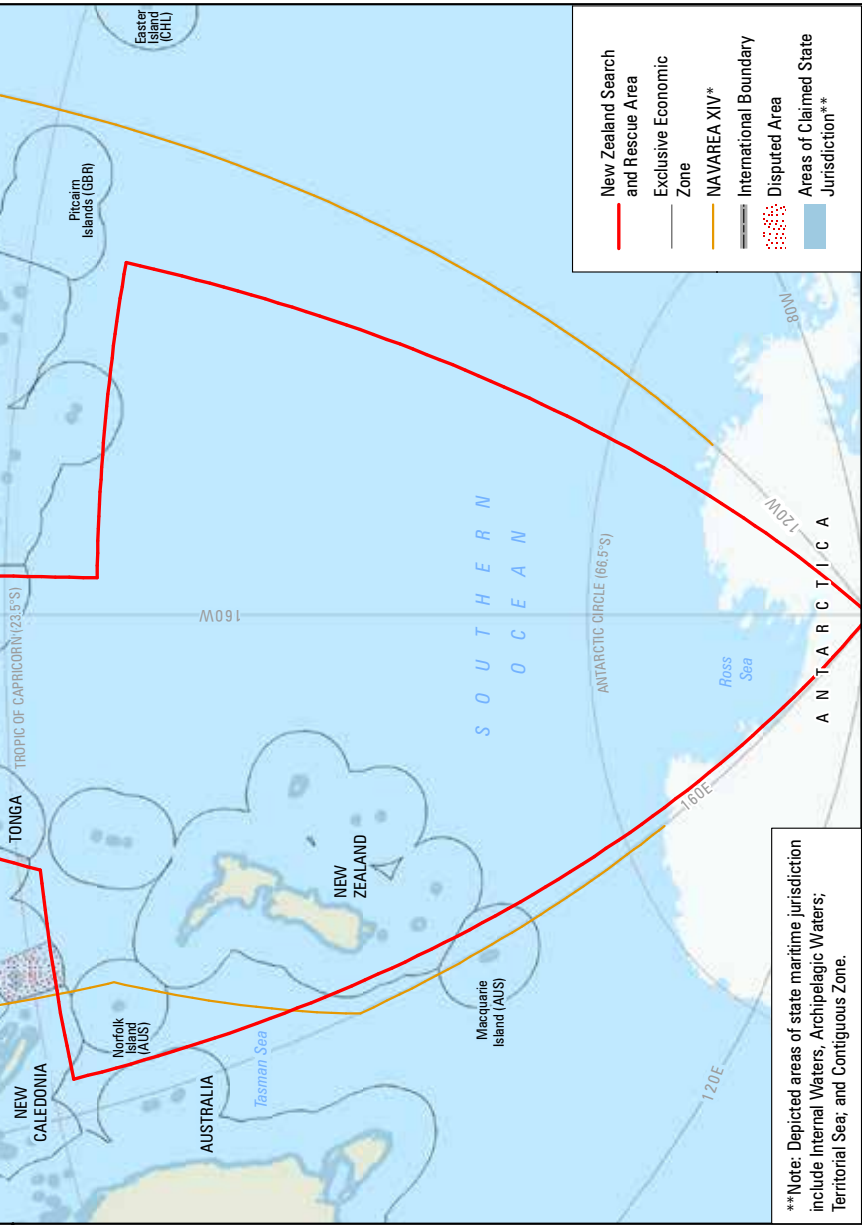 Easter
Island
(CHL)
Pitcairn
Islands (GBR)
TONGA
TROPIC OF CAPRICORN (23.5°S)
160W
NEW
CALEDONIA
Norfolk
Island
(AUS)
AUSTRALIA
Tasman Sea
NEW
ZEALAND
Macquarie
Island (AUS)
SOUTHERN
OCEAN
ANTARCTIC CIRCLE (66.5°S)
Ross
Sea
160E
120E
120W
80W
ANTARCTICA
New Zealand Search
and Rescue Area
Exclusive Economic
Zone
NAVAREA XIV*
International Boundary
Disputed Area
Areas of Claimed State
Jurisdiction**
**Note: Depicted areas of state maritime jurisdiction
include Internal Waters, Archipelagic Waters;
Territorial Sea; and Contiguous Zone.